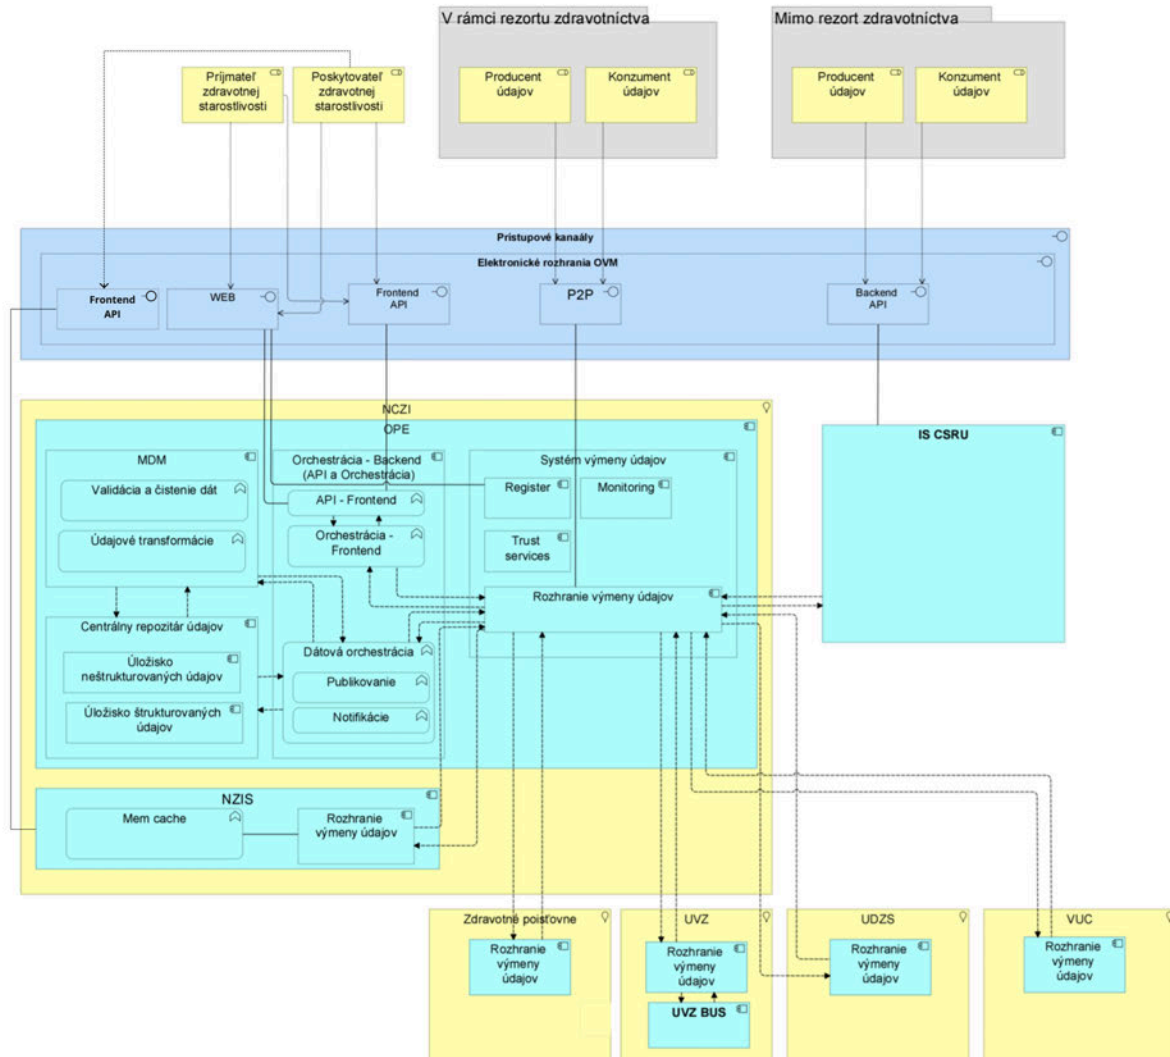 V rámci rezortu zdravotníctva
Mimo rezort zdravotníctva
Príjmateľ
zdravotnej
starostlivosti
Poskytovateľ
zdravotnej
starostlivosti
Producent
údajov
Konzument
údajov
Producent
údajov
Konzument
údajov
Prístupové kanaály
Elektronické rozhrania OVM
Frontend
API
WEB
Frontend
API
P2P
Backend
API
NCZI
OPE
IS CSRU
MDM
Validácia a čistenie dát
Údajové transformácie
Orchestrácia - Backend
(API a Orchestrácia)
API - Frontend
Orchestrácia -
Frontend
Systém výmeny údajov
Register
Monitoring
Trust
services
Rozhranie výmeny údajov
Centrálny repozitár údajov
Úložisko
neštrukturovaných údajov
Úložisko štrukturovaných
údajov
Dátová orchestrácia
Publikovanie
Notifikácie
NZIS
Mem cache
Rozhranie
výmeny údajov
Zdravotné poisťovne
Rozhranie
výmeny
údajov
UVZ
Rozhranie
výmeny
údajov
UVZ BUS
UDZS
Rozhranie
výmeny
údajov
VUC
Rozhranie
výmeny
údajov